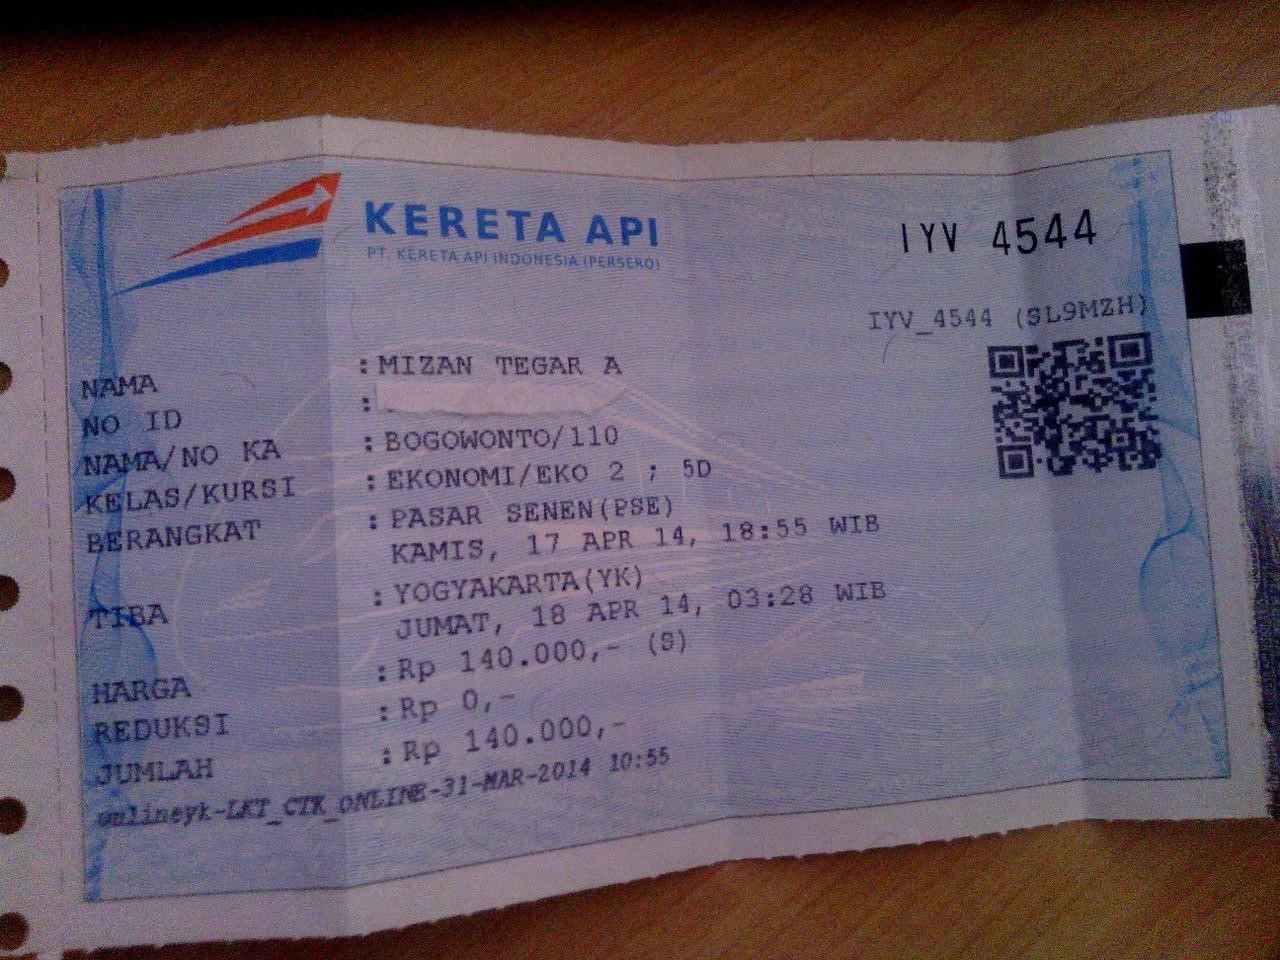 KERETA API
PT. KERETA API INDONESIA (PERSERO)
IYV 4544
IYV_4544 (SL9MZH)
NAMA : MIZAN TEGAR A
NO ID :
NAMA/NO KA : BOGOWONTO/110
KELAS/KURSI : EKONOMI/EKO 2 ; 5D
BERANGKAT : PASAR SENEN(PSE)
KAMIS, 17 APR 14, 18:55 WIB
TIBA : YOGYAKARTA(YK)
JUMAT, 18 APR 14, 03:28 WIB
HARGA : Rp 140.000,- (S)
REDUKSI : Rp 0,-
JUMLAH : Rp 140.000,-
LKT_CTK_ONLINE-31-MAR-2014 10:55